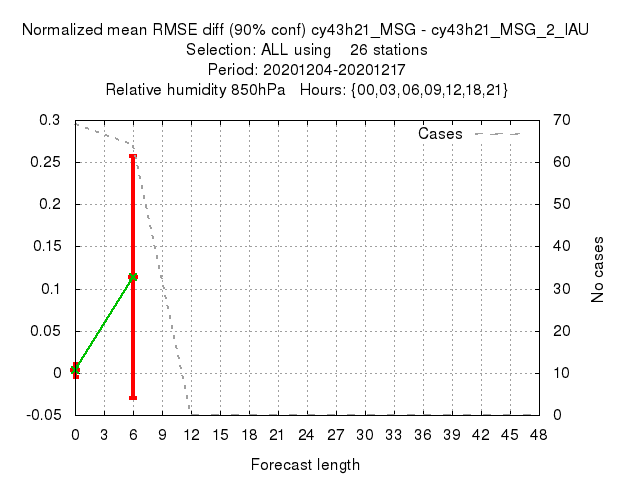 Normalized mean RMSE diff (90% conf) cy43h21_MSG - cy43h21_MSG_2_IAU
Selection: ALL using 26 stations
Period: 20201204-20201217
Relative humidity 850hPa Hours: {00,03,06,09,12,18,21}
Cases
0.3
0.25
0.2
0.15
0.1
0.05
0
-0.05
70
60
50
40
30
20
10
0
No cases
0 3 6 9 12 15 18 21 24 27 30 33 36 39 42 45 48
Forecast length